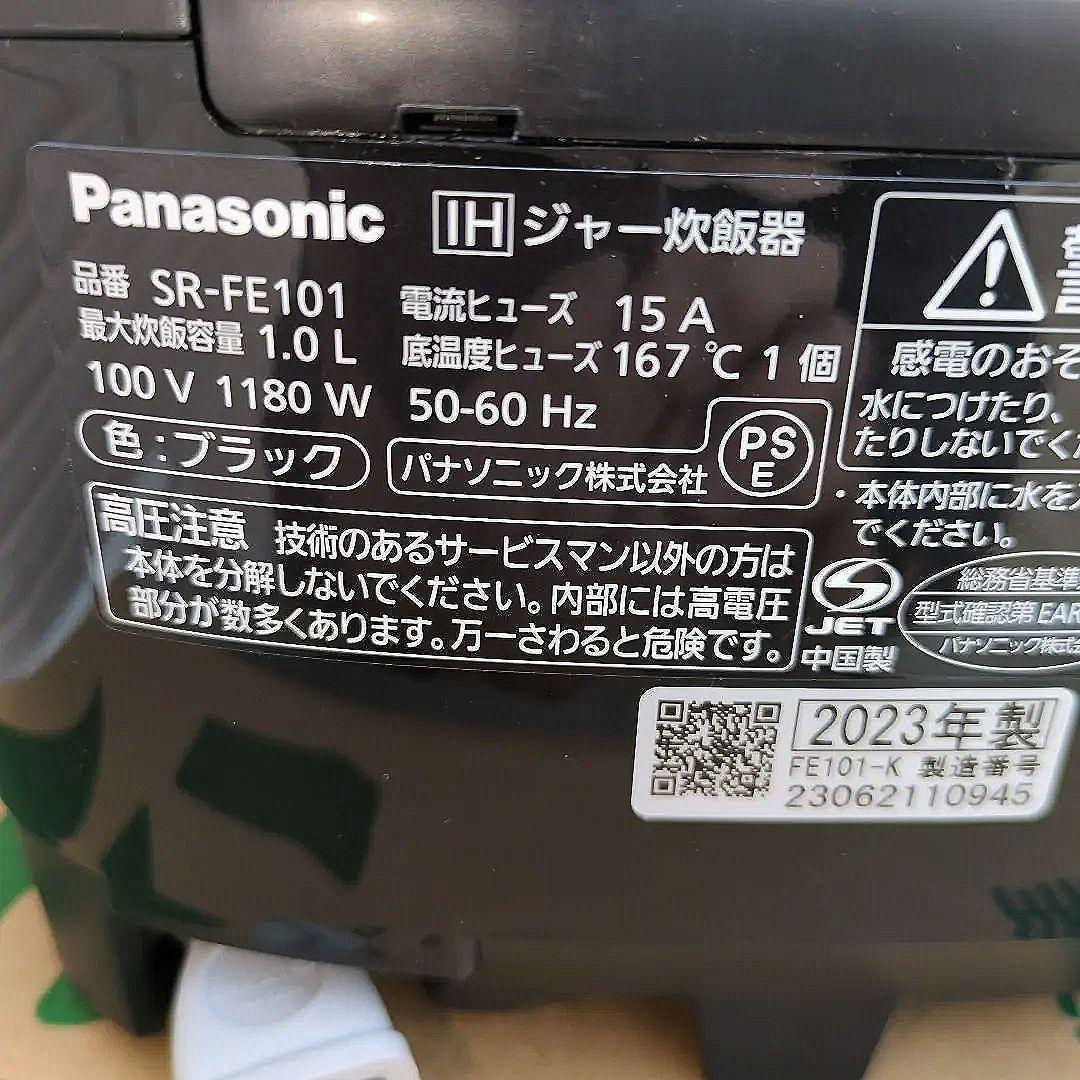 Panasonic IHジャー炊飯器
品番 SR-FE101 電流ヒューズ 15 A
最大炊飯容量 1.0 L 底温度ヒューズ 167 ℃ 1 個
100 V 1180 W 50-60 Hz
色:ブラック パナソニック株式会社 PSE
高圧注意 技術のあるサービスマン以外の方は
本体を分解しないでください。内部には高電圧
部分が数多くあります。万一さわると危険です。
感電のおそ
水につけたり、
たりしないでくだ
・本体内部に水を
でください。
JET
中国製
総務省基準
型式確認第 EAR
パナソニック株式会
2023年製
FE101-K 製造番号
23062110945